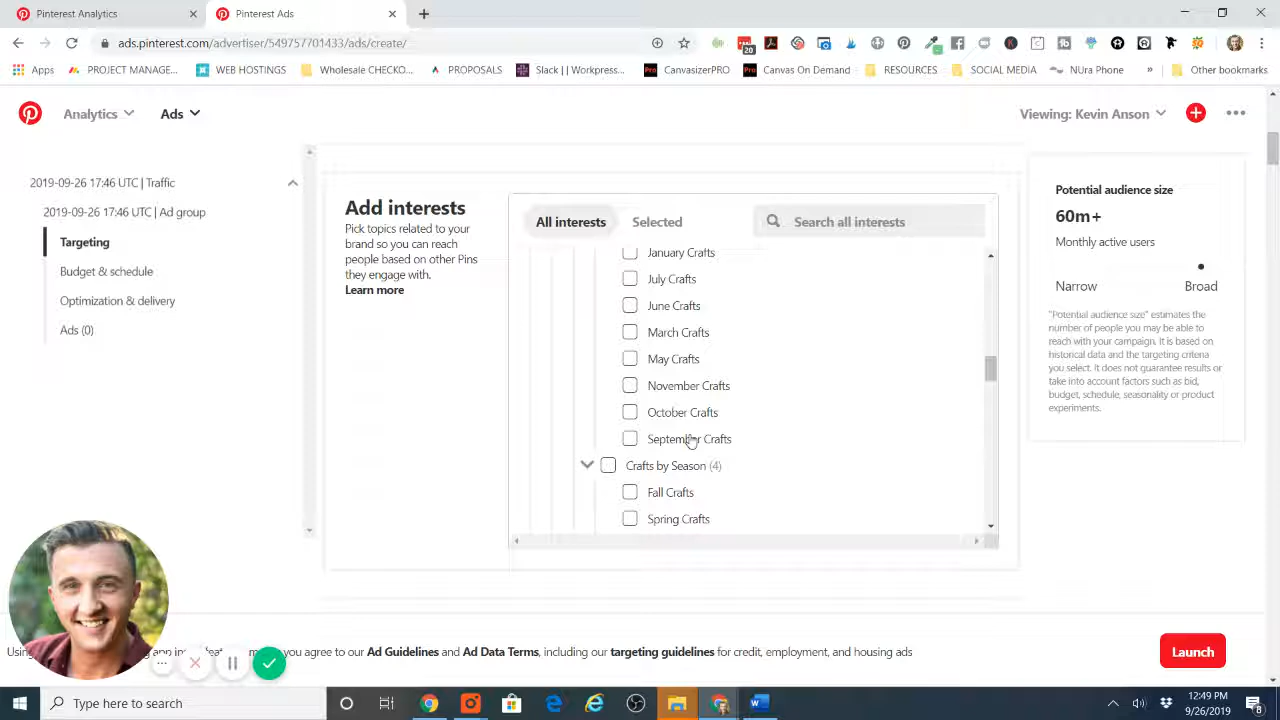 Pinterest Analytics
Pinterest Ads
ads.pinterest.com/advertiser/549757701433/ads/create/
20
PROJECT MANAGE...
WEB HOSTINGS
Wholesale CHECKO...
PROPOSALS
Slack | | Workpress...
Pro CanvasizerPRO
Pro Canvas On Demand
RESOURCES
SOCIAL MEDIA
NUra Phone
»
Other bookmarks
Analytics
Ads
Viewing: Kevin Anson
2019-09-26 17:46 UTC | Traffic
2019-09-26 17:46 UTC | Ad group
Targeting
Budget & schedule
Optimization & delivery
Ads (0)
Add interests
Pick topics related to your
brand so you can reach
people based on other Pins
they engage with.
Learn more
All interests
Selected
Search all interests
January Crafts
July Crafts
June Crafts
March Crafts
May Crafts
November Crafts
October Crafts
September Crafts
Crafts by Season (4)
Fall Crafts
Spring Crafts
Potential audience size
60m+
Monthly active users
Narrow
Broad
"Potential audience size" estimates the
number of people you may be able to
reach with your campaign. It is based on
historical data and the targeting criteria
you select. It does not guarantee results or
take into account factors such as bid,
budget, schedule, seasonality or product
experiments.
you agree to our Ad Guidelines and Ad Data Terms, including our targeting guidelines for credit, employment, and housing ads
Launch
Type here to search
12:49 PM
9/26/2019
8